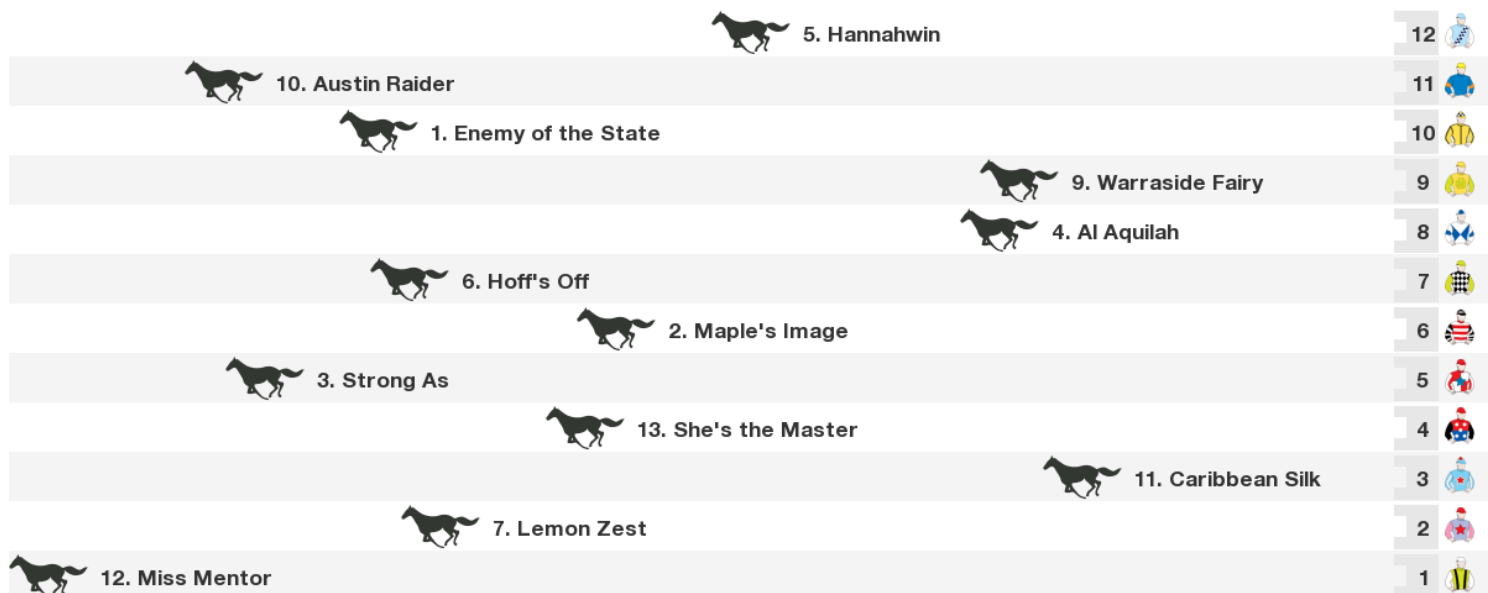 5. Hannahwin 12
10. Austin Raider 11
1. Enemy of the State 10
9. Warraside Fairy 9
4. Al Aquilah 8
6. Hoff's Off 7
2. Maple's Image 6
3. Strong As 5
13. She's the Master 4
11. Caribbean Silk 3
7. Lemon Zest 2
12. Miss Mentor 1